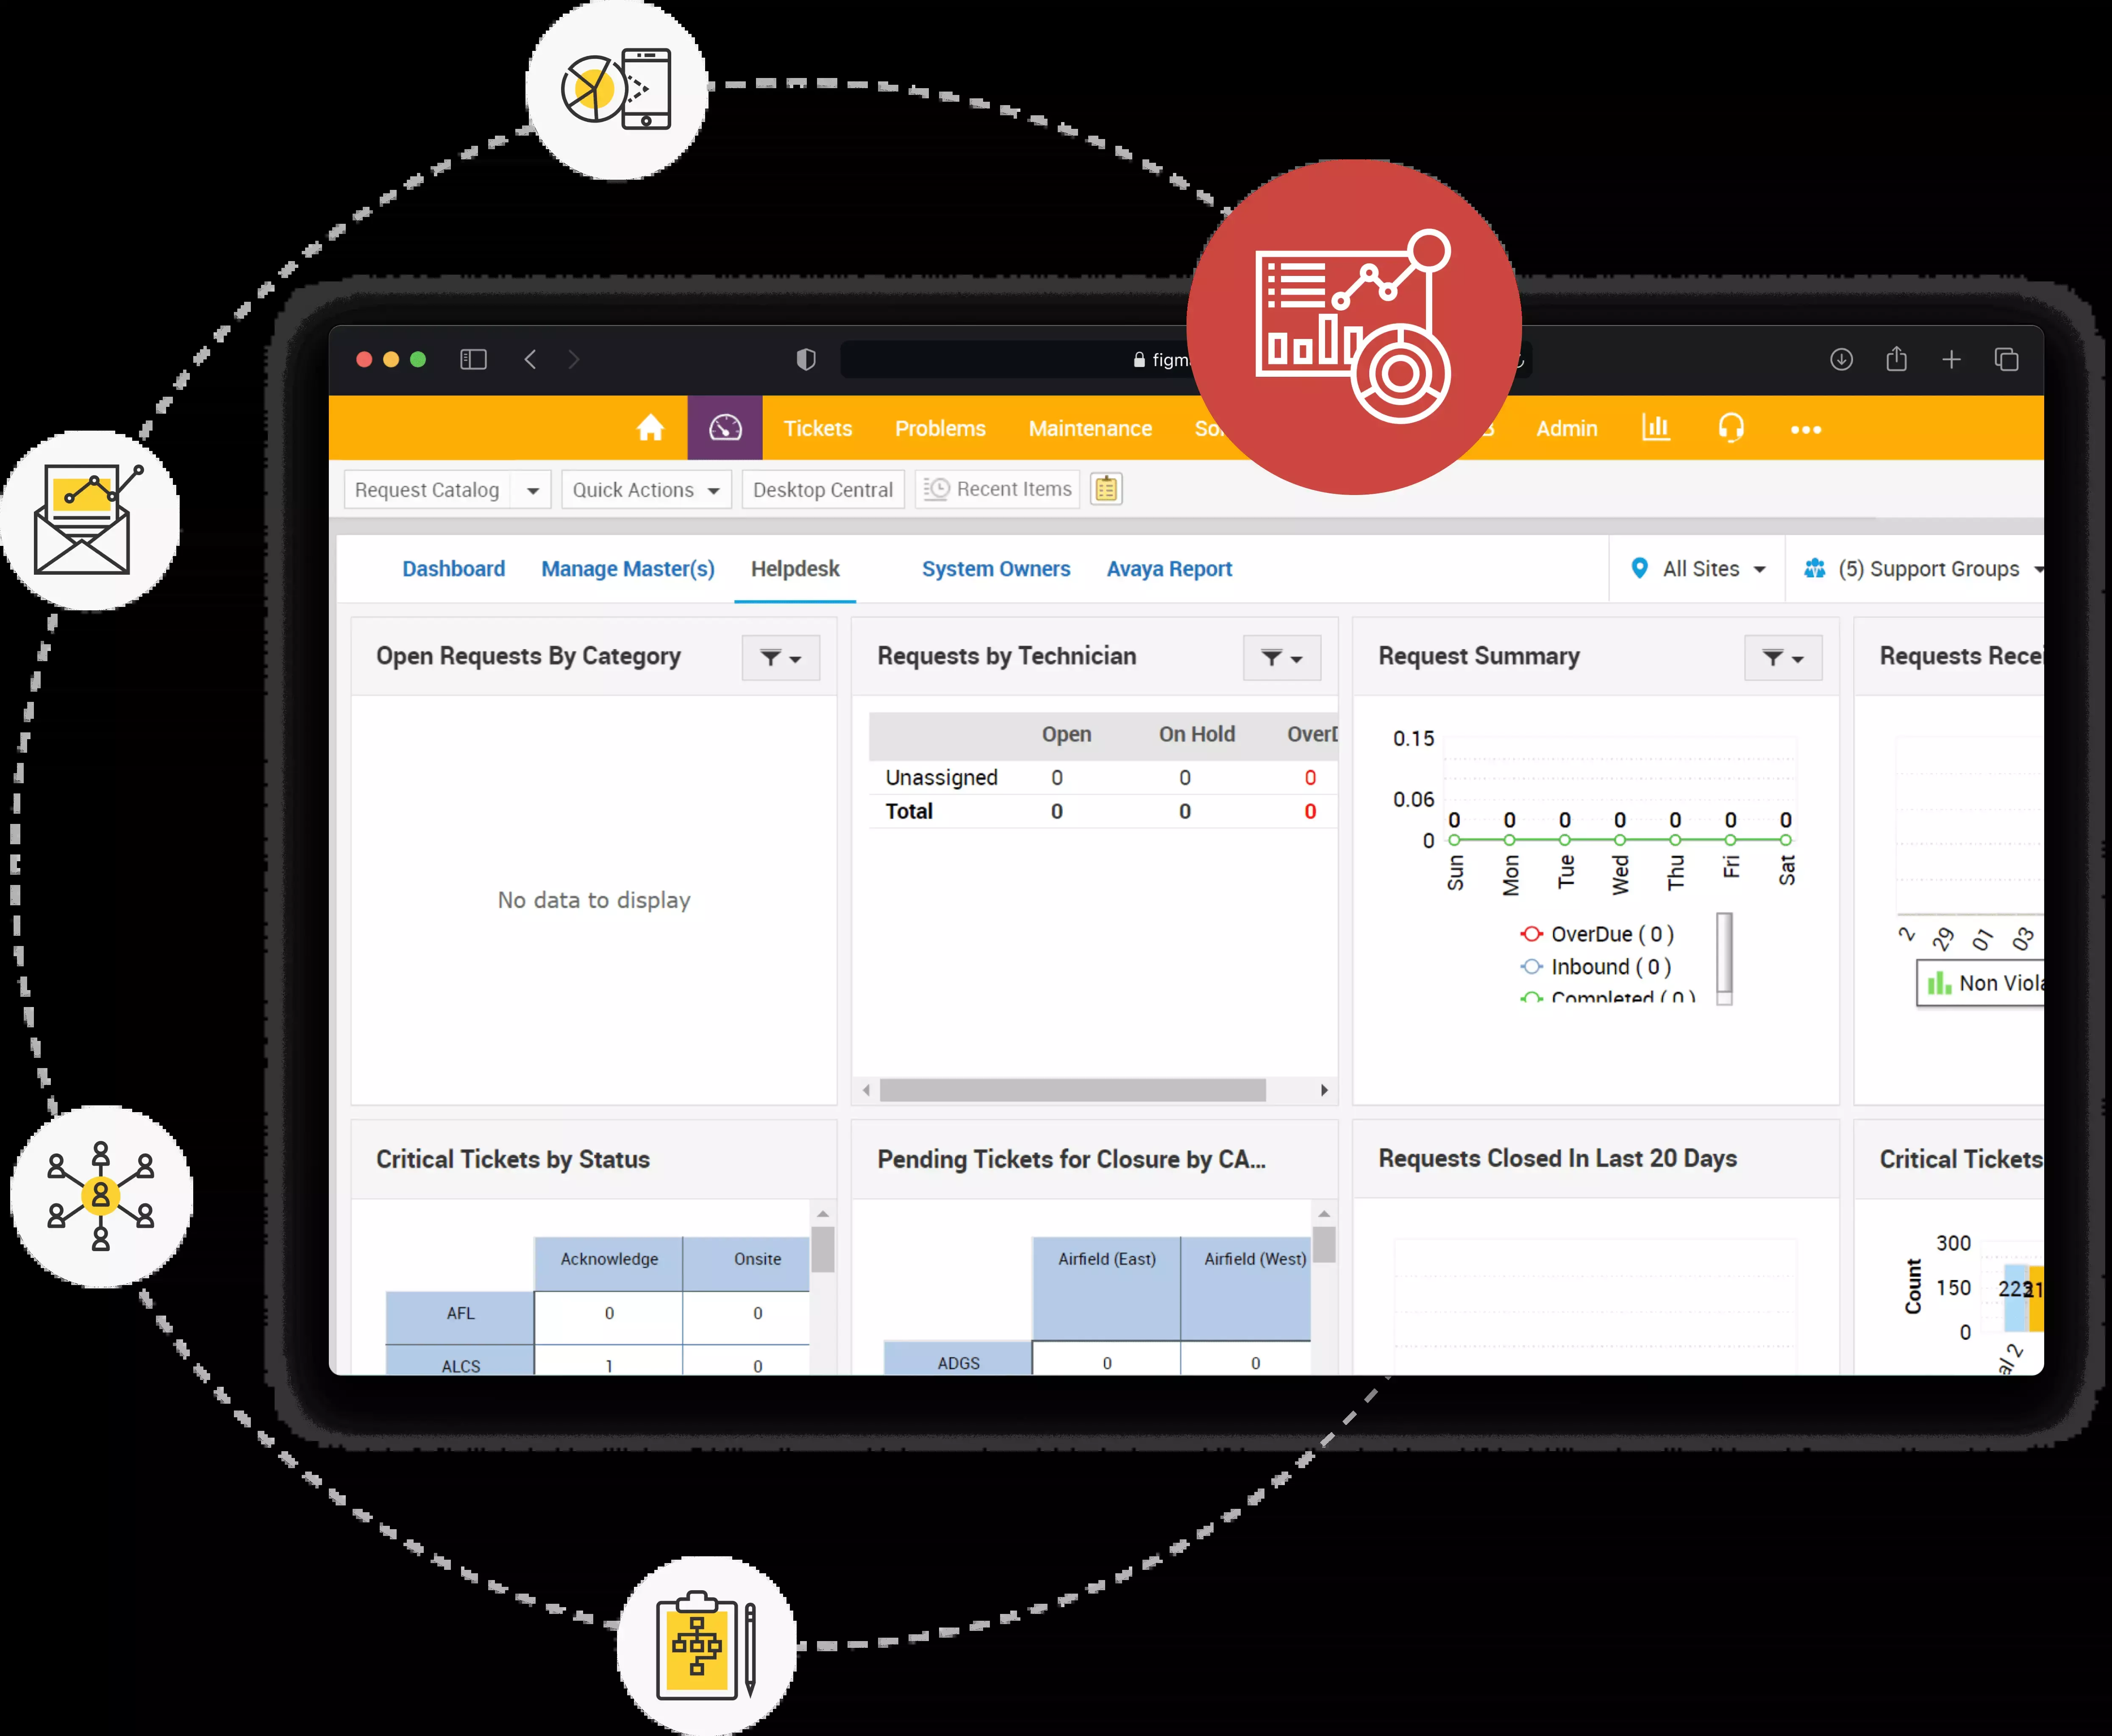 figm
Tickets Problems Maintenance Admin
Request Catalog Quick Actions Desktop Central Recent Items
Dashboard Manage Master(s) Helpdesk System Owners Avaya Report All Sites (5) Support Groups
Open Requests By Category
No data to display
Requests by Technician
Open On Hold OverD
Unassigned 0 0 0
Total 0 0 0
Request Summary
0.15
0.06
0 0 0 0 0 0 0
0
Sun Mon Tue Wed Thu Fri Sat
OverDue ( 0 )
Inbound ( 0 )
Completed ( 0 )
Requests Recei
2 29 01 03
Non Viola
Critical Tickets by Status
Acknowledge Onsite
AFL 0 0
ALCS 1 0
Pending Tickets for Closure by CA...
Airfield (East) Airfield (West)
ADGS 0 0
Requests Closed In Last 20 Days
Critical Tickets
Count
300
150
0
al 2